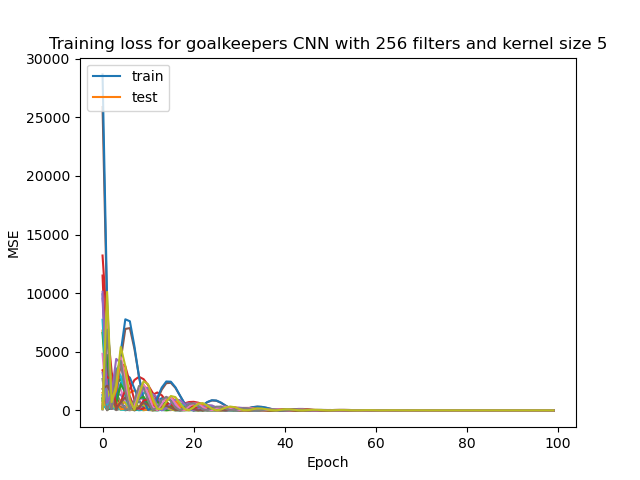 Training loss for goalkeepers CNN with 256 filters and kernel size 5
30000
25000
20000
15000
10000
5000
0
MSE
train
test
0 20 40 60 80 100
Epoch